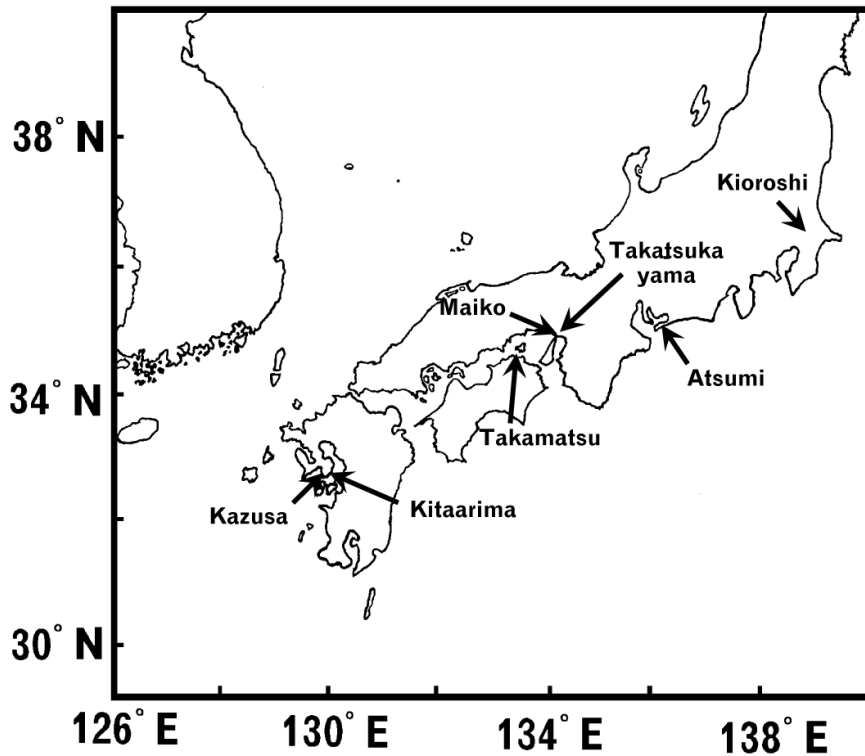 38° N
Kioroshi
Takatsuka
yama
Maiko
Atsumi
34° N
Takamatsu
Kazusa
Kitaarima
30° N
126° E
130° E
134° E
138° E